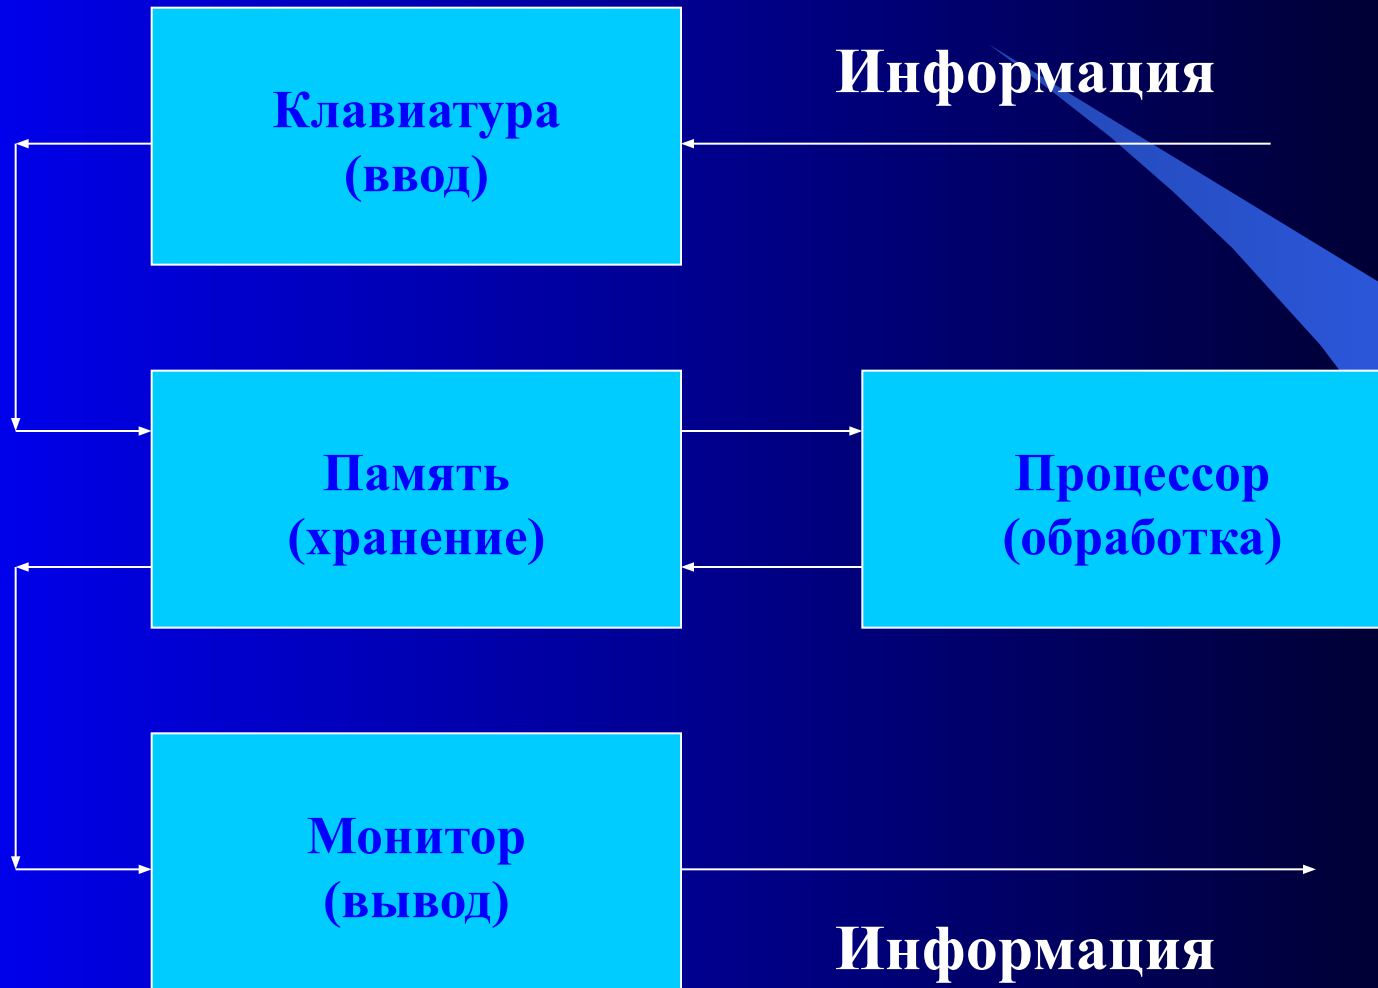 Клавиатура
(ввод)
Информация
Память
(хранение)
Процессор
(обработка)
Монитор
(вывод)
Информация